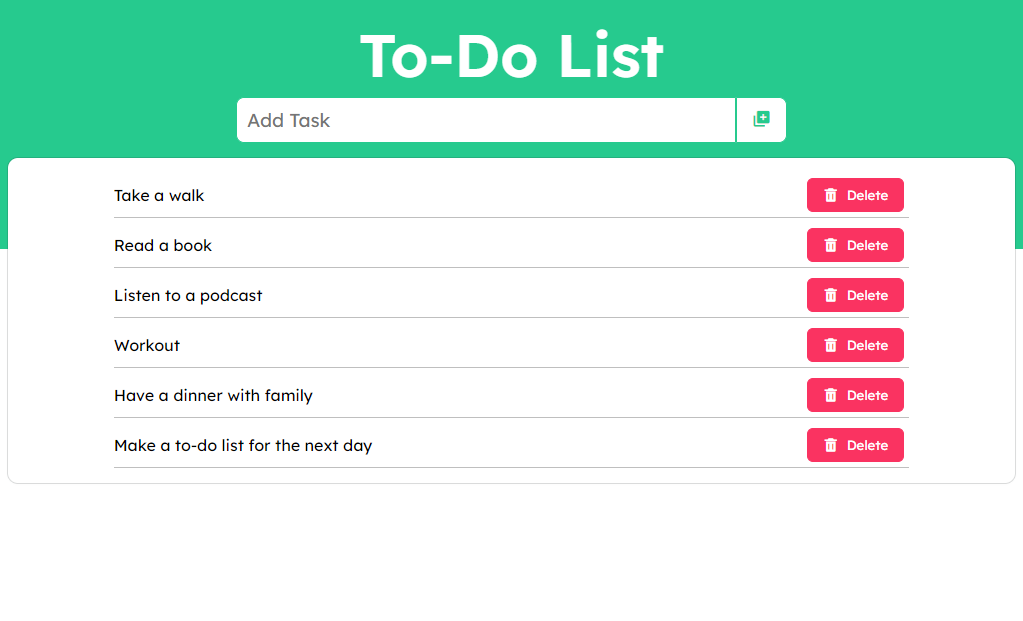 To-Do List
Add Task
Take a walk
Delete
Read a book
Delete
Listen to a podcast
Delete
Workout
Delete
Have a dinner with family
Delete
Make a to-do list for the next day
Delete